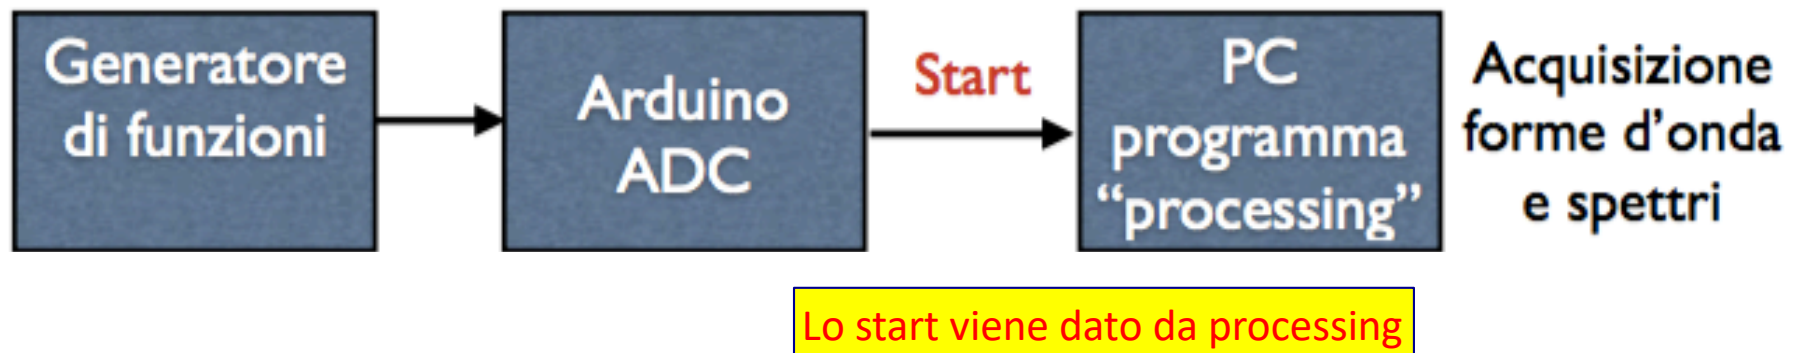 Generatore
di funzioni
Arduino
ADC
Start
PC
programma
“processing”
Acquisizione
forme d’onda
e spettri
Lo start viene dato da processing